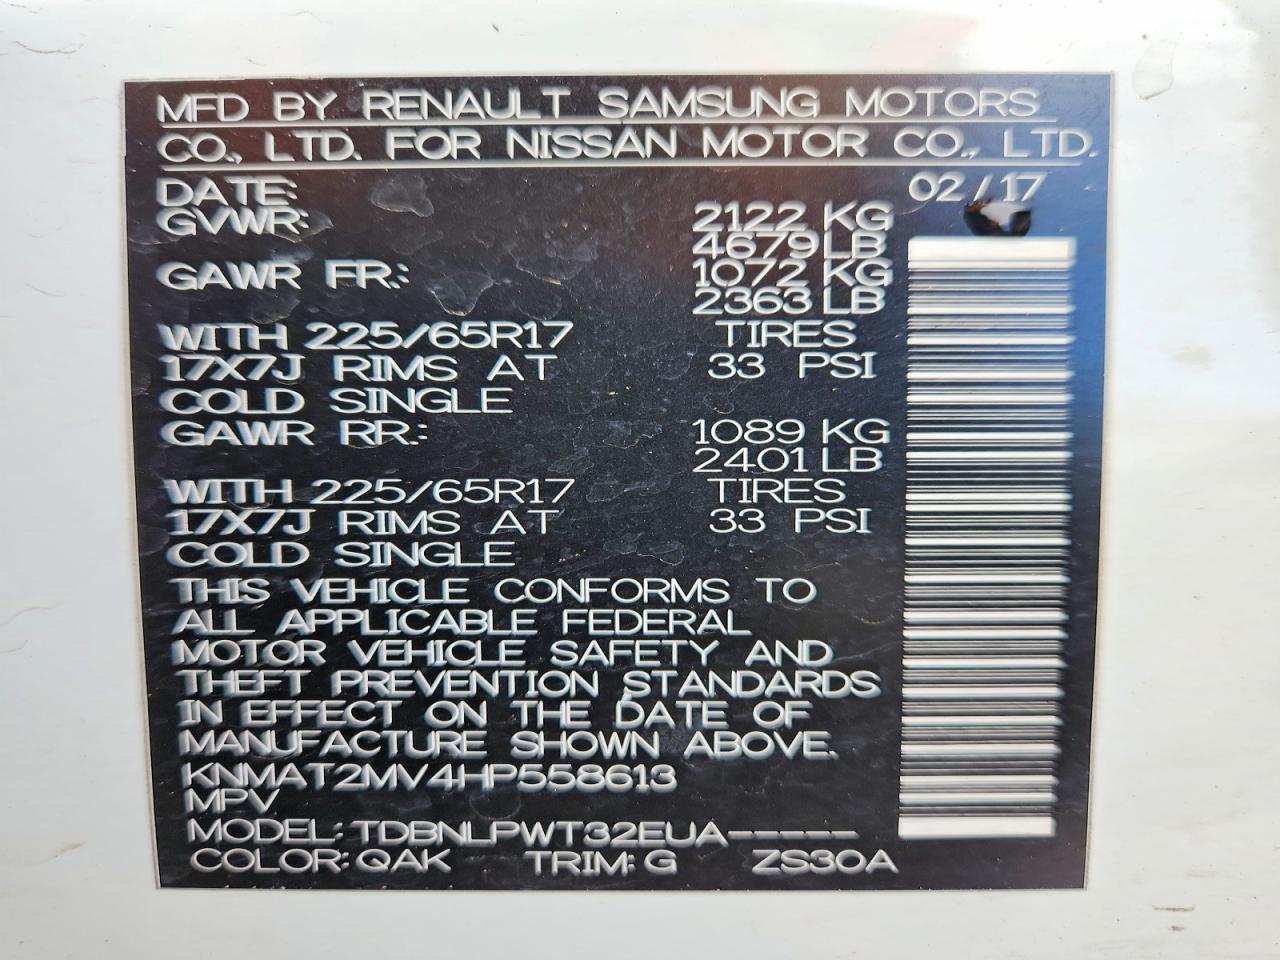 MFD BY RENAULT SAMSUNG MOTORS
CO., LTD. FOR NISSAN MOTOR CO., LTD.
DATE: 02/17
GVWR: 2122 KG
4679 LB
GAWR FR.: 1072 KG
2363 LB
WITH 225/65R17 TIRES
17X7J RIMS AT 33 PSI
COLD SINGLE
GAWR RR.: 1089 KG
2401 LB
WITH 225/65R17 TIRES
17X7J RIMS AT 33 PSI
COLD SINGLE
THIS VEHICLE CONFORMS TO
ALL APPLICABLE FEDERAL
MOTOR VEHICLE SAFETY AND
THEFT PREVENTION STANDARDS
IN EFFECT ON THE DATE OF
MANUFACTURE SHOWN ABOVE.
KNMAT2MV4HP558613
MPV
MODEL: TDBNLPWT32EUA-----
COLOR: QAK TRIM: G ZS30A